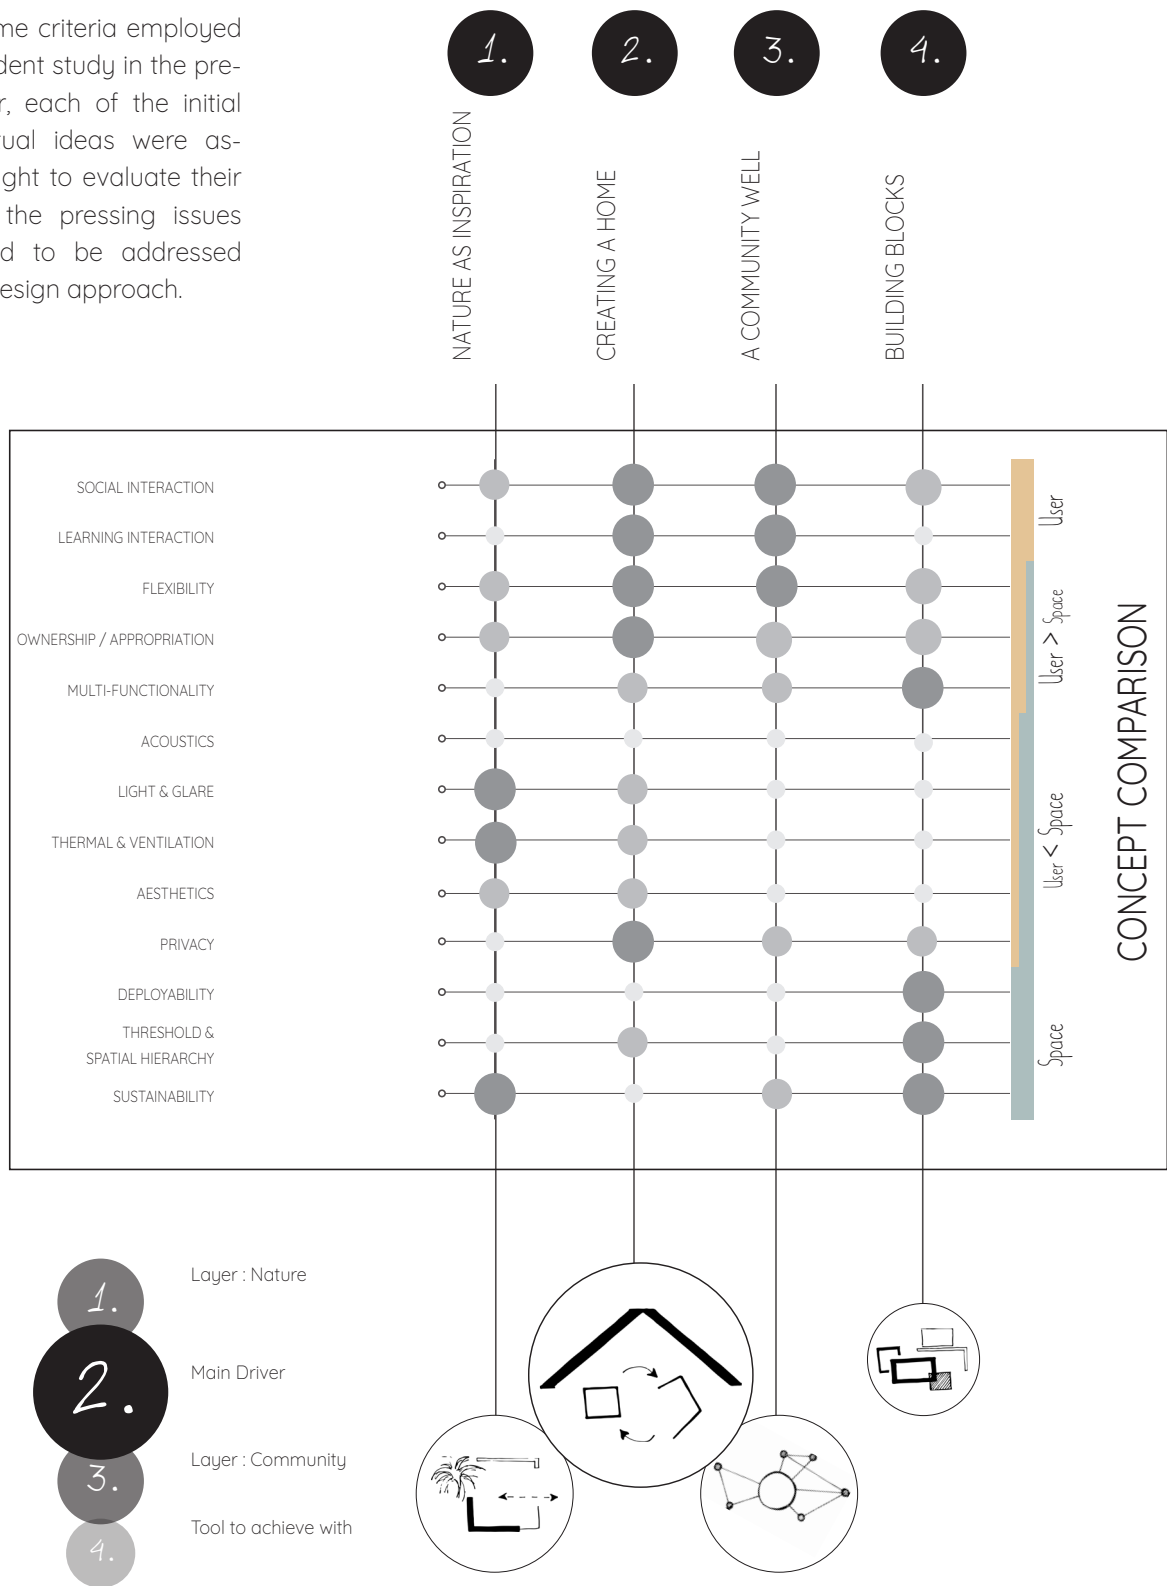 me criteria employed
dent study in the pre-
r, each of the initial
tual ideas were as-
ght to evaluate their
the pressing issues
d to be addressed
esign approach.
1.
2.
3.
4.
NATURE AS INSPIRATION
CREATING A HOME
A COMMUNITY WELL
BUILDING BLOCKS
SOCIAL INTERACTION
LEARNING INTERACTION
FLEXIBILITY
OWNERSHIP / APPROPRIATION
MULTI-FUNCTIONALITY
ACOUSTICS
LIGHT & GLARE
THERMAL & VENTILATION
AESTHETICS
PRIVACY
DEPLOYABILITY
THRESHOLD &
SPATIAL HIERARCHY
SUSTAINABILITY
User
User > Space
User < Space
Space
CONCEPT COMPARISON
1.
Layer : Nature
2.
Main Driver
3.
Layer : Community
4.
Tool to achieve with